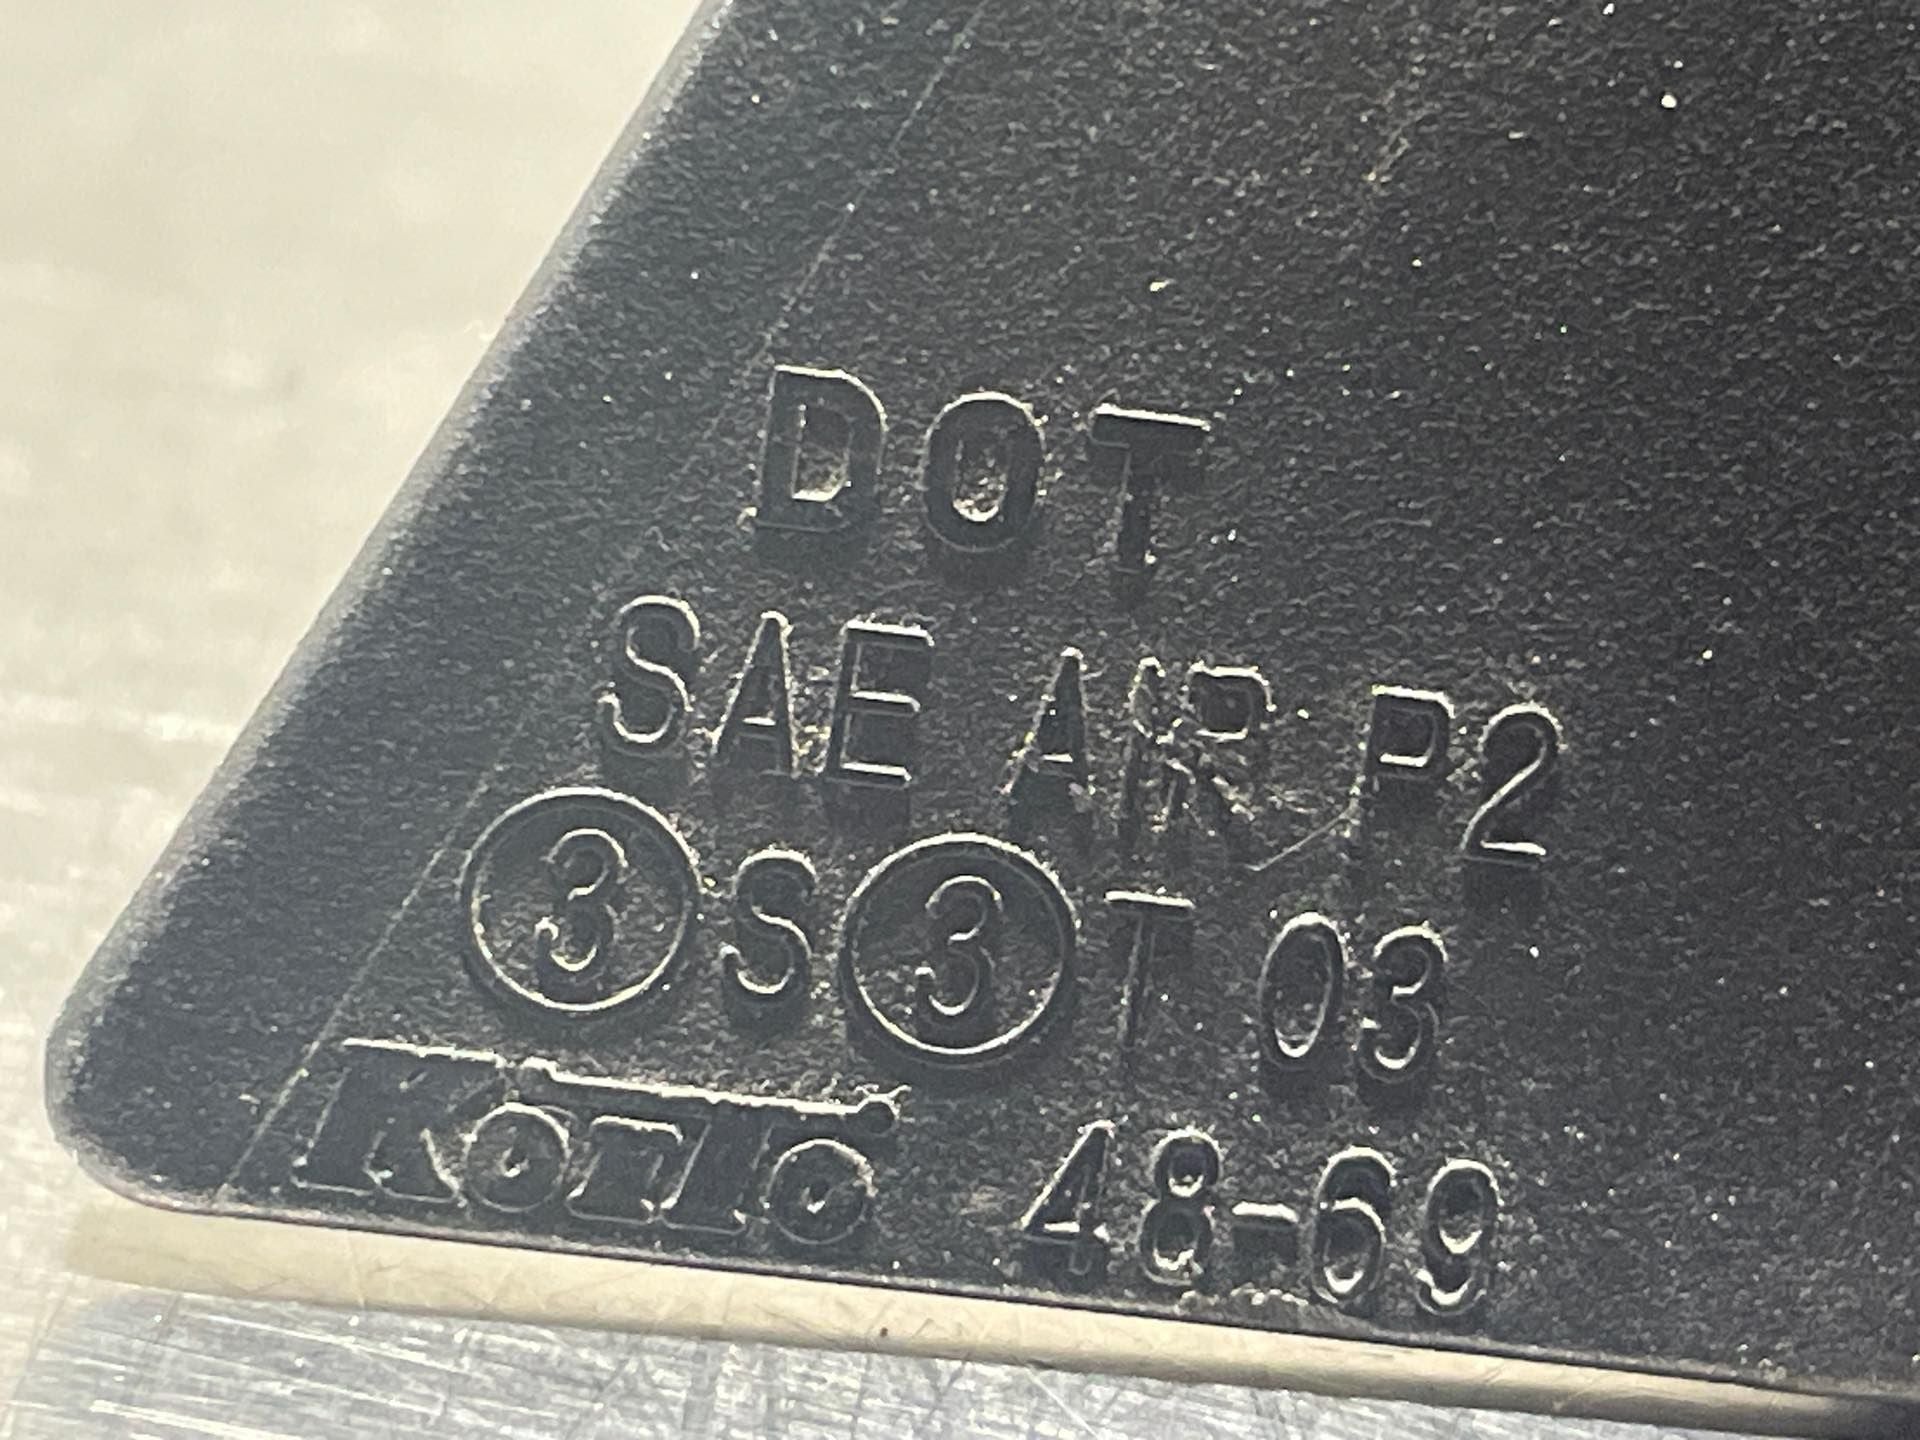 DOT
SAE AIR P2
③S③T 03
Koito 48-69